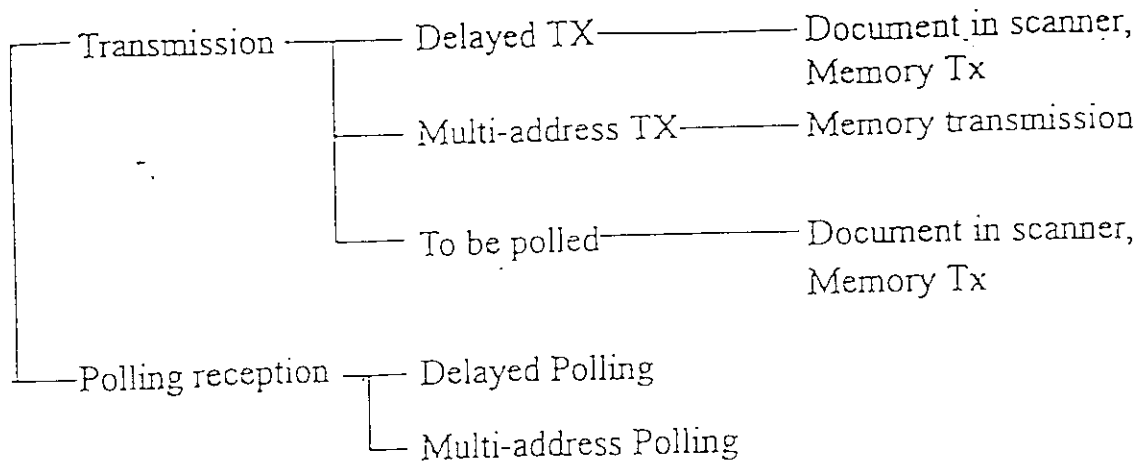 Transmission Delayed TX Document in scanner,
Memory Tx
Multi-address TX Memory transmission
To be polled Document in scanner,
Memory Tx
Polling reception Delayed Polling
Multi-address Polling